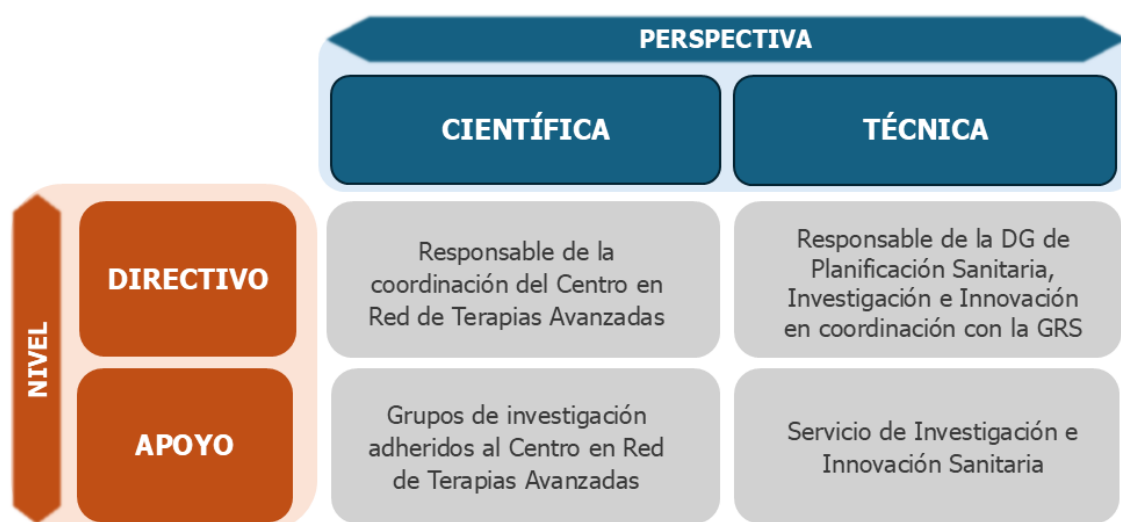 PERSPECTIVA
CIENTÍFICA
TÉCNICA
NIVEL
DIRECTIVO
Responsable de la
coordinación del Centro en
Red de Terapias Avanzadas
Responsable de la DG de
Planificación Sanitaria,
Investigación e Innovación
en coordinación con la GRS
APOYO
Grupos de investigación
adheridos al Centro en Red
de Terapias Avanzadas
Servicio de Investigación e
Innovación Sanitaria